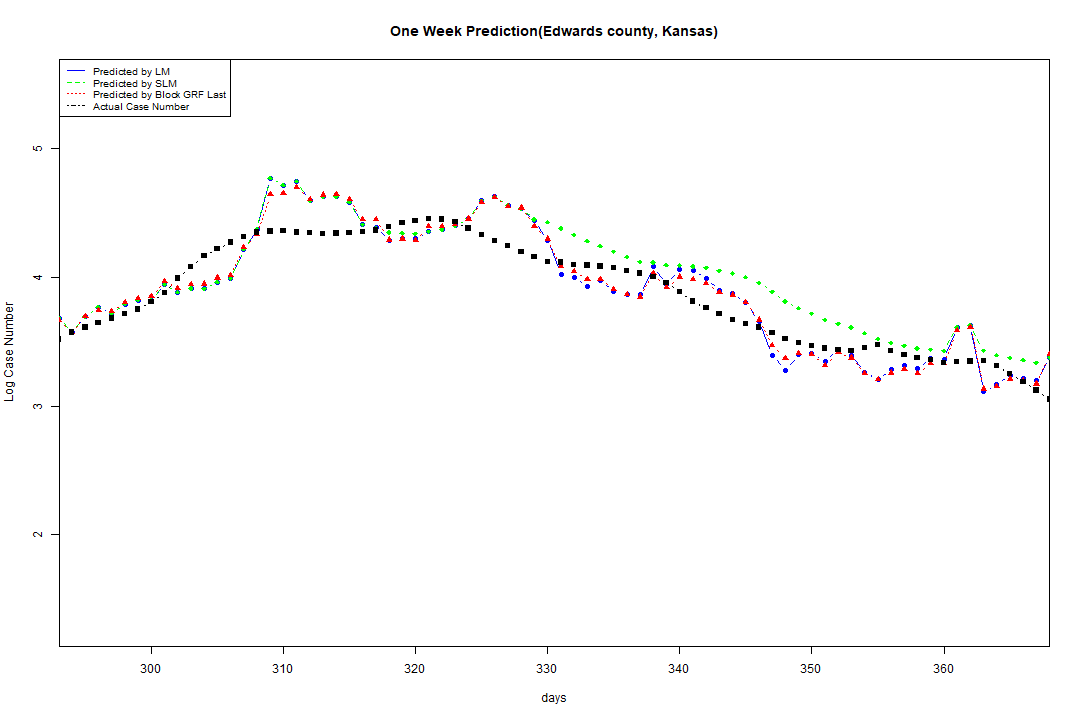 One Week Prediction(Edwards county, Kansas)
Predicted by LM
Predicted by SLM
Predicted by Block GRF Last
Actual Case Number
5
4
3
2
Log Case Number
300 310 320 330 340 350 360
days